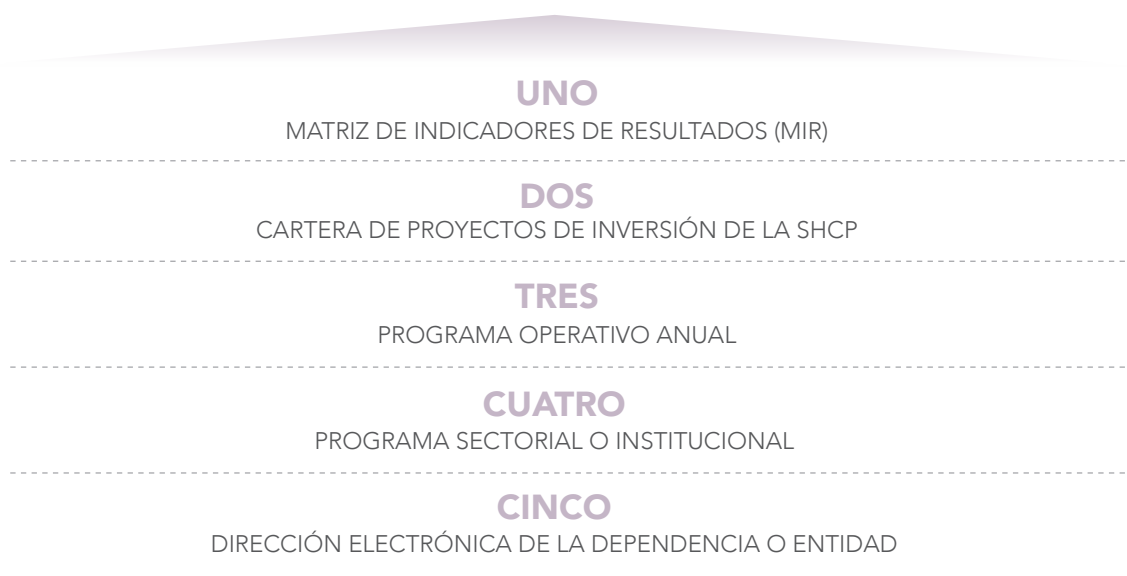 UNO
MATRIZ DE INDICADORES DE RESULTADOS (MIR)
DOS
CARTERA DE PROYECTOS DE INVERSIÓN DE LA SHCP
TRES
PROGRAMA OPERATIVO ANUAL
CUATRO
PROGRAMA SECTORIAL O INSTITUCIONAL
CINCO
DIRECCIÓN ELECTRÓNICA DE LA DEPENDENCIA O ENTIDAD